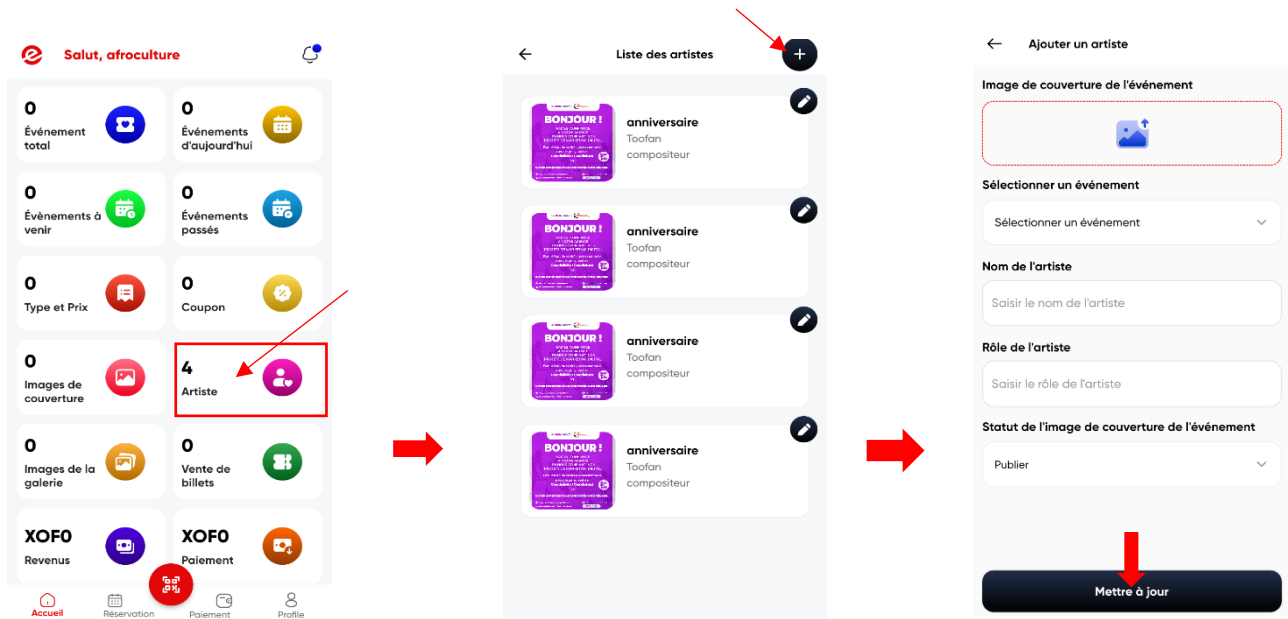 Salut, afroculture
0
Événement
total
0
Événements
d'aujourd'hui
0
Évènements à
venir
0
Événements
passés
0
Type et Prix
0
Coupon
0
Images de
couverture
4
Artiste
0
Images de la
galerie
0
Vente de
billets
XOF0
Revenus
XOF0
Paiement
Accueil
Réservation
Paiement
Profile
Liste des artistes
BONJOUR !
anniversaire
Toofan
compositeur
BONJOUR !
anniversaire
Toofan
compositeur
BONJOUR !
anniversaire
Toofan
compositeur
BONJOUR !
anniversaire
Toofan
compositeur
Ajouter un artiste
Image de couverture de l'événement
Sélectionner un événement
Sélectionner un événement
Nom de l'artiste
Saisir le nom de l'artiste
Rôle de l'artiste
Saisir le rôle de l'artiste
Statut de l'image de couverture de l'événement
Publier
Mettre à jour